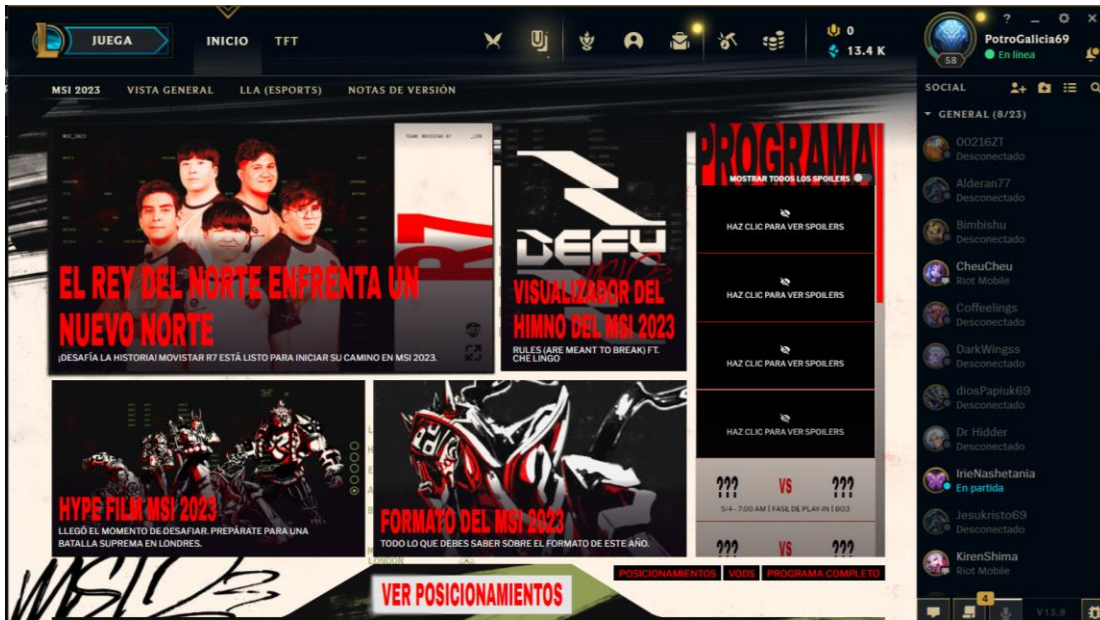 JUEGA
INICIO
TFT
0
13.4 K
58
PotroGalicia69
En línea
MSI 2023
VISTA GENERAL
LLA (ESPORTS)
NOTAS DE VERSIÓN
R7
EL REY DEL NORTE ENFRENTA UN
NUEVO NORTE
¡DESAFÍA LA HISTORIA! MOVISTAR R7 ESTÁ LISTO PARA INICIAR SU CAMINO EN MSI 2023.
DEFY
VISUALIZADOR DEL
HIMNO DEL MSI 2023
RULES (ARE MEANT TO BREAK) FT.
CHE LINGO
PROGRAMA
MOSTRAR TODOS LOS SPOILERS
HAZ CLIC PARA VER SPOILERS
HAZ CLIC PARA VER SPOILERS
HAZ CLIC PARA VER SPOILERS
HAZ CLIC PARA VER SPOILERS
??? VS ???
5/4 - 7:00 AM | FASE DE PLAY-IN | BO3
??? VS ???
HYPE FILM MSI 2023
LLEGÓ EL MOMENTO DE DESAFIAR. PREPÁRATE PARA UNA
BATALLA SUPREMA EN LONDRES.
FORMATO DEL MSI 2023
TODO LO QUE DEBES SABER SOBRE EL FORMATO DE ESTE AÑO.
LONDON
POSICIONAMIENTOS
VODS
PROGRAMA COMPLETO
VER POSICIONAMIENTOS
SOCIAL
GENERAL (8/23)
00216ZT
Desconectado
Alderan77
Desconectado
Bimbishu
Desconectado
CheuCheu
Riot Mobile
Coffeelings
Desconectado
DarkWingss
Desconectado
diosPapiuk69
Desconectado
Dr Hidder
Desconectado
IrieNashetania
En partida
Jesukristo69
Desconectado
KirenShima
Riot Mobile
4
V13.8